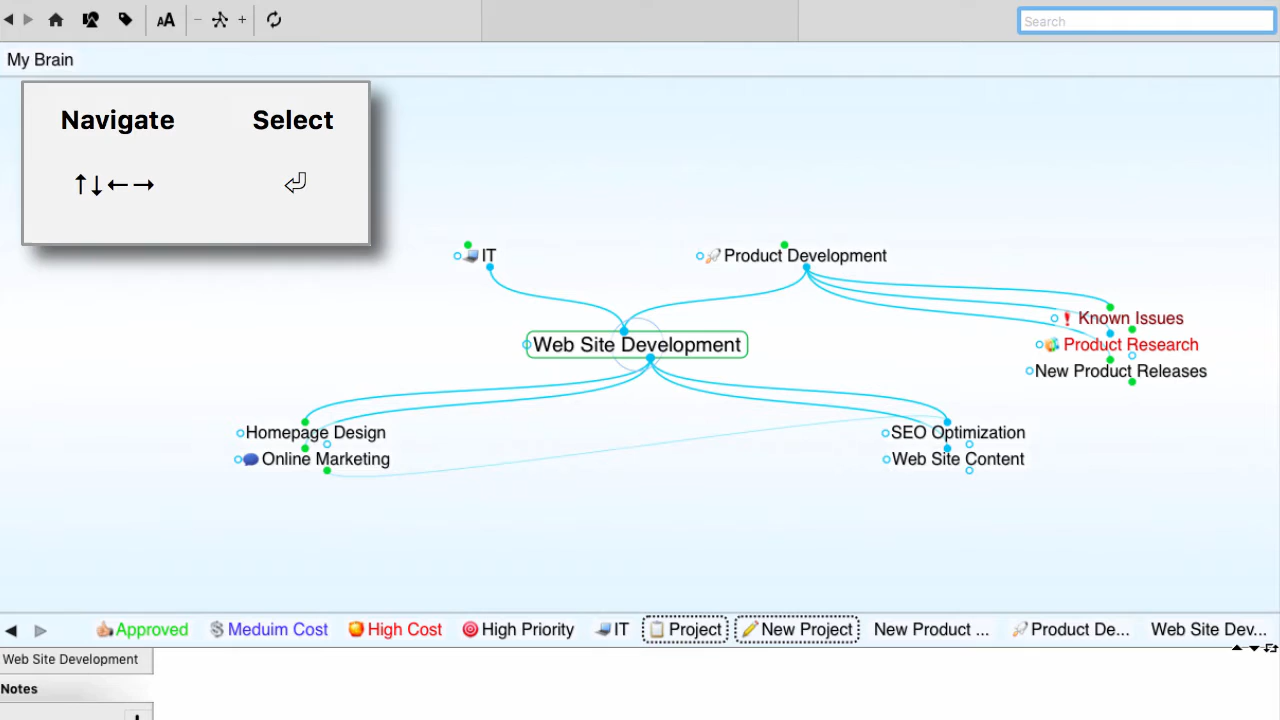 AA
Search
My Brain
Navigate Select
↑↓←→ ⏎
IT
Product Development
Known Issues
Web Site Development
Product Research
New Product Releases
Homepage Design
SEO Optimization
Online Marketing
Web Site Content
Approved Meduim Cost High Cost High Priority IT Project New Project New Product ... Product De... Web Site Dev...
Web Site Development
Notes